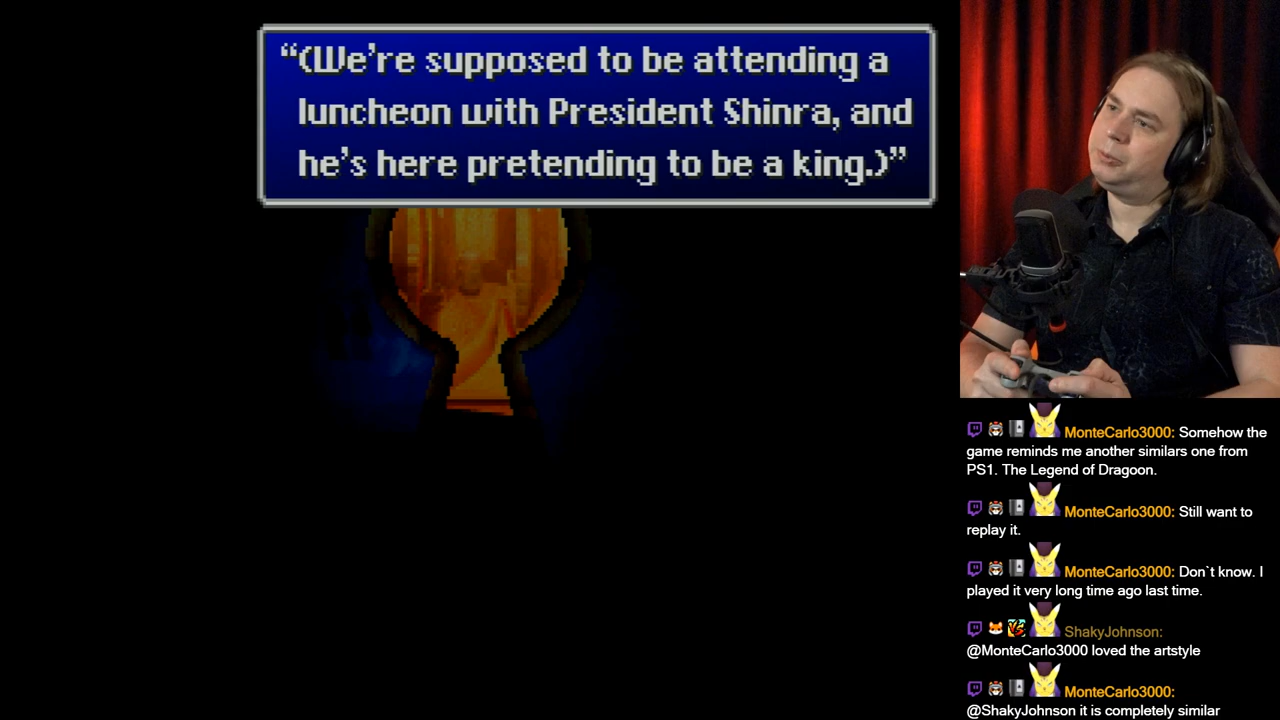 “(We're supposed to be attending a
luncheon with President Shinra, and
he's here pretending to be a king.)”
MonteCarlo3000: Somehow the
game reminds me another similars one from
PS1. The Legend of Dragoon.
MonteCarlo3000: Still want to
replay it.
MonteCarlo3000: Don`t know. I
played it very long time ago last time.
ShakyJohnson:
@MonteCarlo3000 loved the artstyle
MonteCarlo3000:
@ShakyJohnson it is completely similar